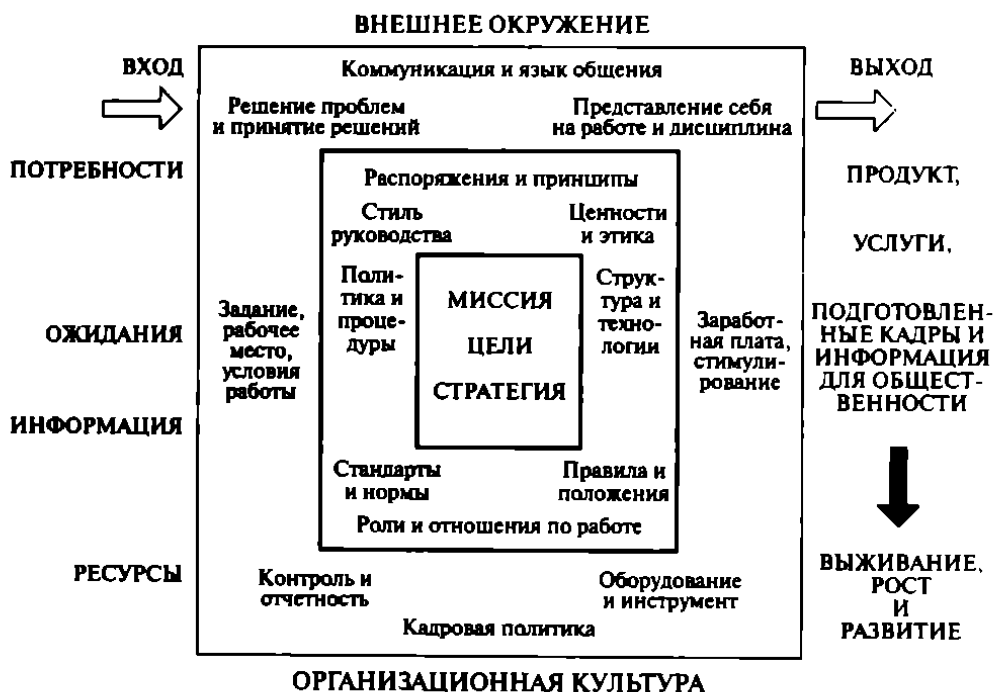 ВНЕШНЕЕ ОКРУЖЕНИЕ
ВХОД
Коммуникация и язык общения
ВЫХОД
Решение проблем
и принятие решений
Представление себя
на работе и дисциплина
ПОТРЕБНОСТИ
Распоряжения и принципы
ПРОДУКТ,
Стиль
руководства
Ценности
и этика
УСЛУГИ,
Поли-
тика и
проце-
дуры
МИССИЯ
ЦЕЛИ
СТРАТЕГИЯ
Струк-
тура и
техно-
логии
ОЖИДАНИЯ
Задание,
рабочее
место,
условия
работы
Заработ-
ная плата,
стимули-
рование
ПОДГОТОВЛЕН-
НЫЕ КАДРЫ И
ИНФОРМАЦИЯ
ДЛЯ ОБЩЕСТ-
ВЕННОСТИ
ИНФОРМАЦИЯ
Стандарты
и нормы
Правила и
положения
Роли и отношения по работе
РЕСУРСЫ
Контроль и
отчетность
Оборудование
и инструмент
Кадровая политика
ВЫЖИВАНИЕ,
РОСТ
И
РАЗВИТИЕ
ОРГАНИЗАЦИОННАЯ КУЛЬТУРА